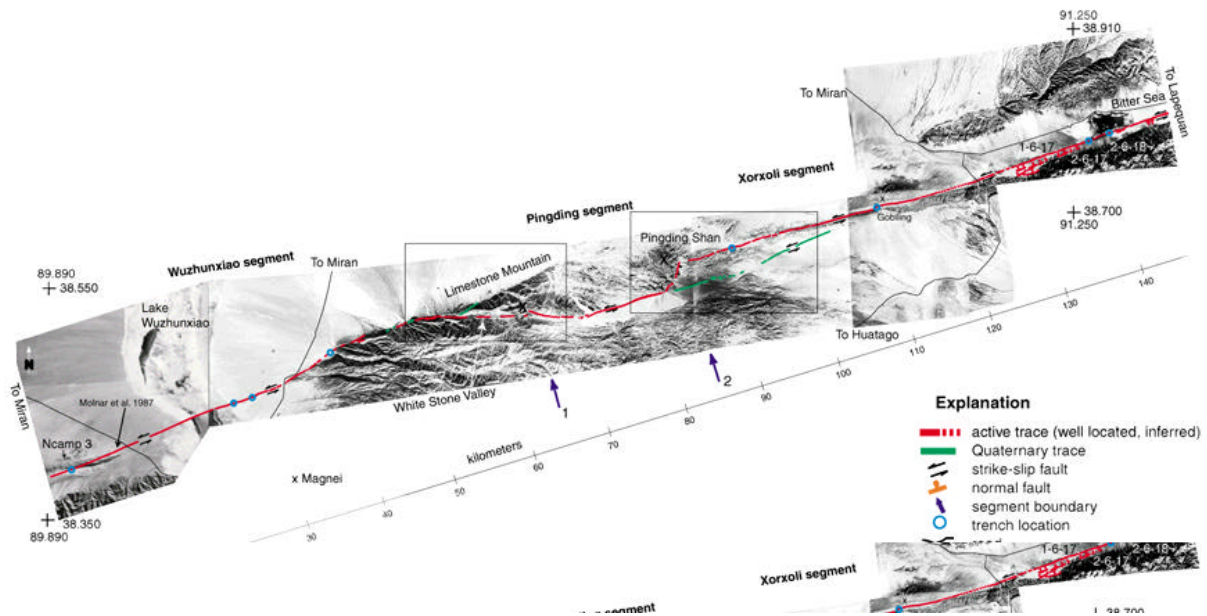 91.250
38.910
To Miran
To Lapequan
Bitter Sea
1-6-17
2-6-18
2-6-17
Xorxoli segment
38.700
91.250
Gobiling
x
Pingding segment
Pingding Shan
Wuzhunxiao segment
To Miran
Limestone Mountain
89.890
38.550
Lake
Wuzhunxiao
N
To Miran
Molnar et al. 1987
Ncamp 3
White Stone Valley
To Huatago
1
2
kilometers
x Magnei
38.350
89.890
30
40
50
60
70
80
90
100
110
120
130
140
Explanation
active trace (well located, inferred)
Quaternary trace
strike-slip fault
normal fault
segment boundary
trench location
1-6-17
2-6-18
2-6-17
Xorxoli segment
x
segment
38.700